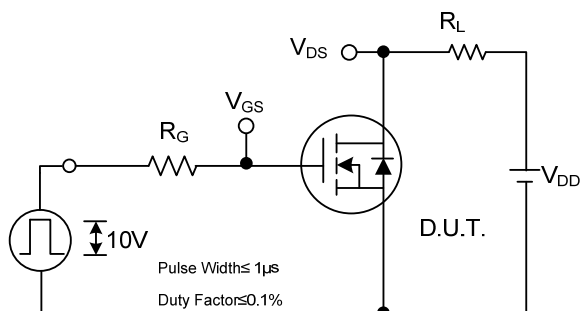 RL
VDS
VGS
RG
VDD
D.U.T.
10V
Pulse Width≤ 1μs
Duty Factor≤0.1%